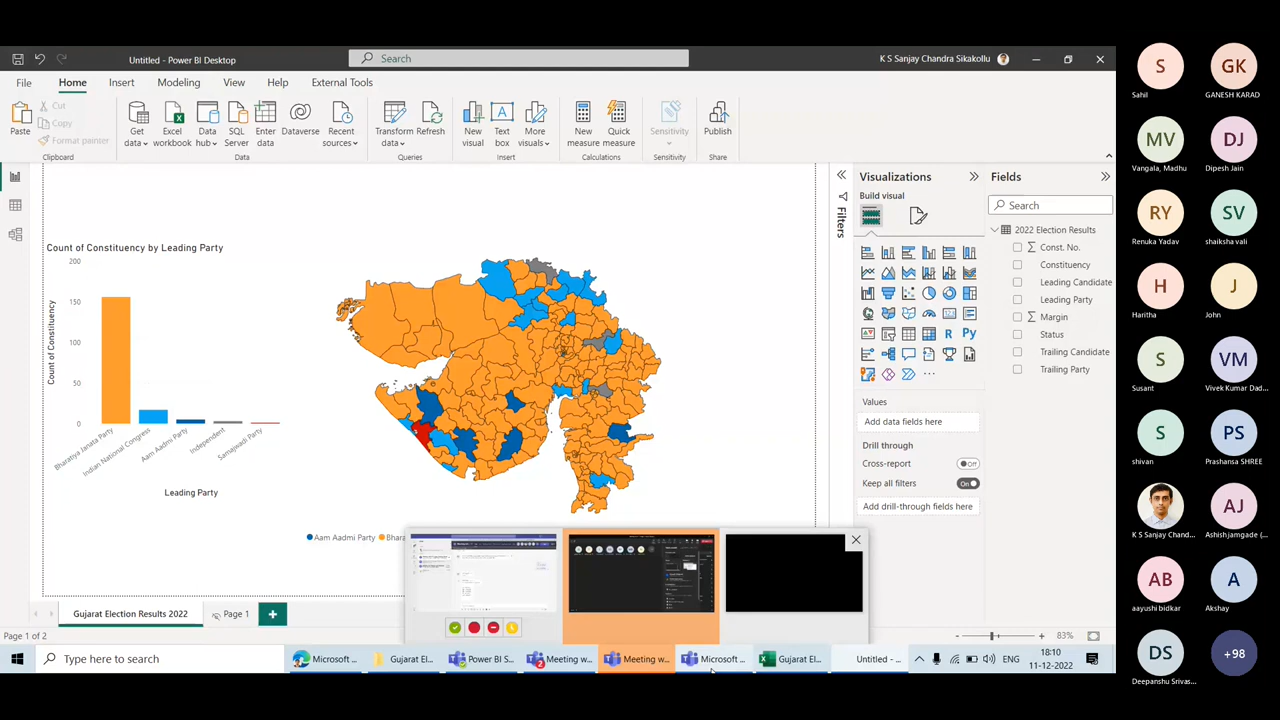 Untitled - Power BI Desktop
Search
K S Sanjay Chandra Sikakollu
File Home Insert Modeling View Help External Tools
Paste
Cut
Copy
Format painter
Get data
Excel workbook
Data hub
SQL Server
Enter data
Dataverse
Recent sources
Transform data
Refresh
New visual
Text box
More visuals
New measure
Quick measure
Sensitivity
Publish
Clipboard Data Queries Insert Calculations Sensitivity Share
Count of Constituency by Leading Party
Count of Constituency
200
150
100
50
0
Bharatiya Janata Party
Indian National Congress
Aam Aadmi Party
Independent
Samajwadi Party
Leading Party
Aam Aadmi Party
Filters
Visualizations
Build visual
R
Py
Values
Add data fields here
Drill through
Cross-report
Off
Keep all filters
On
Add drill-through fields here
Fields
Search
2022 Election Results
Const. No.
Constituency
Leading Candidate
Leading Party
Margin
Status
Trailing Candidate
Trailing Party
Gujarat Election Results 2022
Page 1
Page 1 of 2
83%
Type here to search
Microsoft ...
Gujarat El...
Power BI S...
Meeting w...
Meeting w...
Microsoft ...
Gujarat El...
Untitled - ...
ENG
18:10
11-12-2022
S GK
Sahil GANESH KARAD
MV DJ
Vangala, Madhu Dipesh Jain
RY SV
Renuka Yadav shaiksha vali
H J
Haritha John
S VM
Susant Vivek Kumar Dad...
S PS
shivan Prashansa SHREE
AJ
K S Sanjay Chand... Ashish jamgade (...
AB A
aayushi bidkar Akshay
DS +98
Deepanshu Srivas...